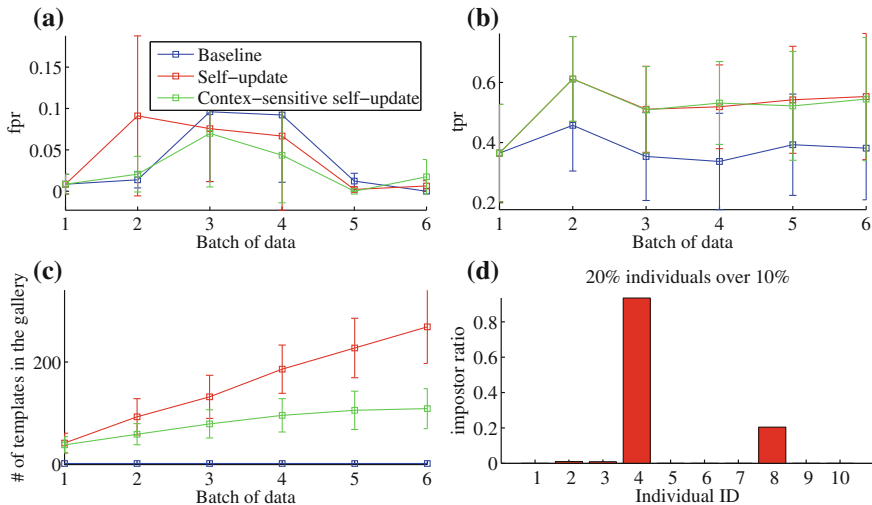 (a)
fpr
0.15
0.1
0.05
0
1 2 3 4 5 6
Batch of data
Baseline
Self-update
Contex-sensitive self-update
(b)
tpr
0.6
0.4
0.2
1 2 3 4 5 6
Batch of data
(c)
# of templates in the gallery
200
0
1 2 3 4 5 6
Batch of data
(d)
20% individuals over 10%
impostor ratio
0.8
0.6
0.4
0.2
0
1 2 3 4 5 6 7 8 9 10
Individual ID